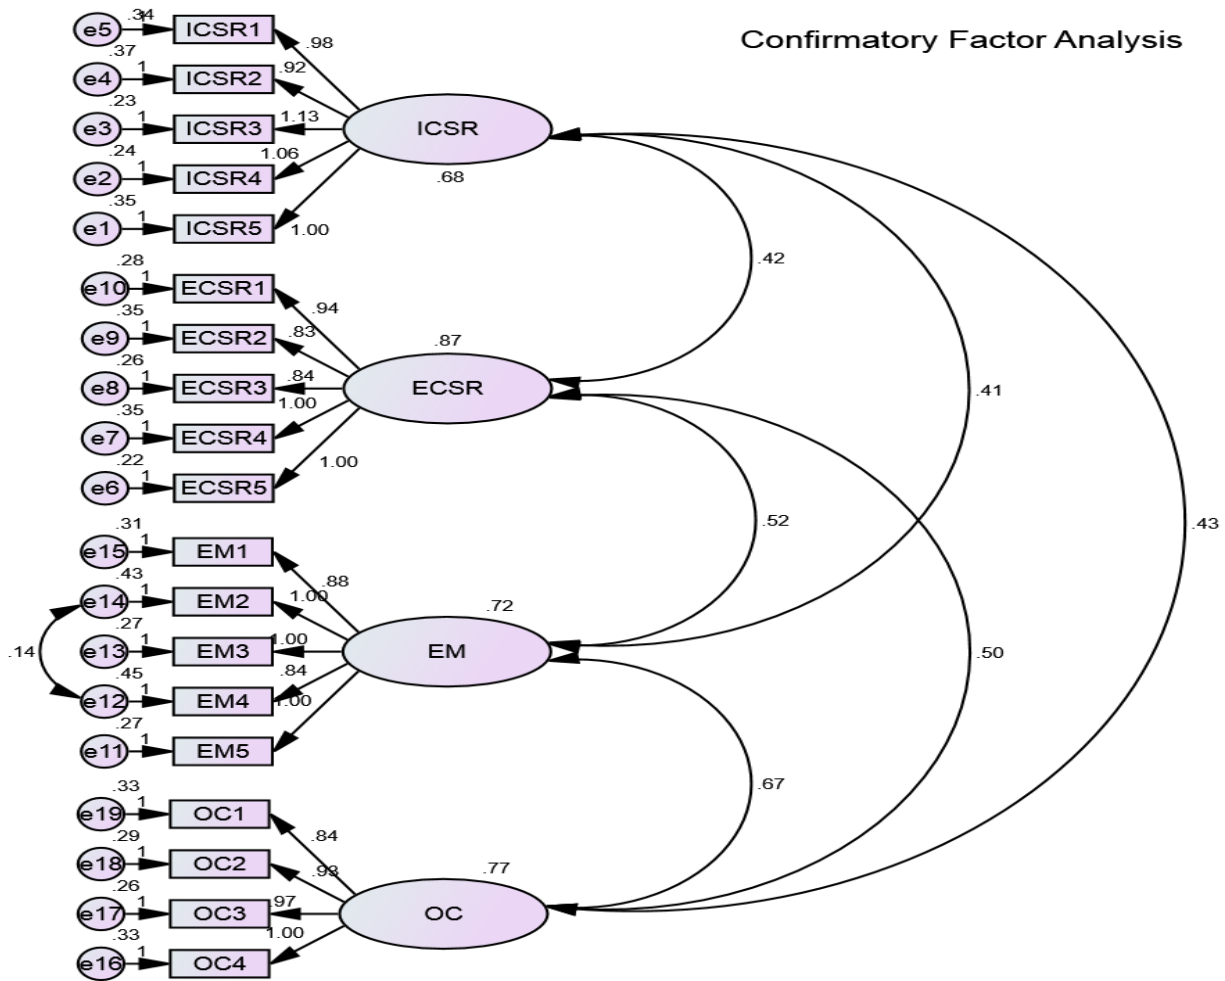 Confirmatory Factor Analysis
.34
e5 1 ICSR1 .98
.37
e4 1 ICSR2 .92
.23
e3 1 ICSR3 1.13 ICSR
.24
e2 1 ICSR4 1.06
.68
.35
e1 1 ICSR5 1.00
.42
.28
e10 1 ECSR1 .94
.35
e9 1 ECSR2 .83
.87
.26
e8 1 ECSR3 .84 ECSR
.41
.35
e7 1 ECSR4 1.00
.22
e6 1 ECSR5 1.00
.52
.43
.31
e15 1 EM1 .88
.43
e14 1 EM2 1.00
.72
.27
.14 e13 1 EM3 1.00 EM
.50
.45
e12 1 EM4 .84
.27
e11 1 EM5 1.00
.67
.33
e19 1 OC1 .84
.29
e18 1 OC2 .93
.77
.26
e17 1 OC3 .97 OC
.33
e16 1 OC4 1.00